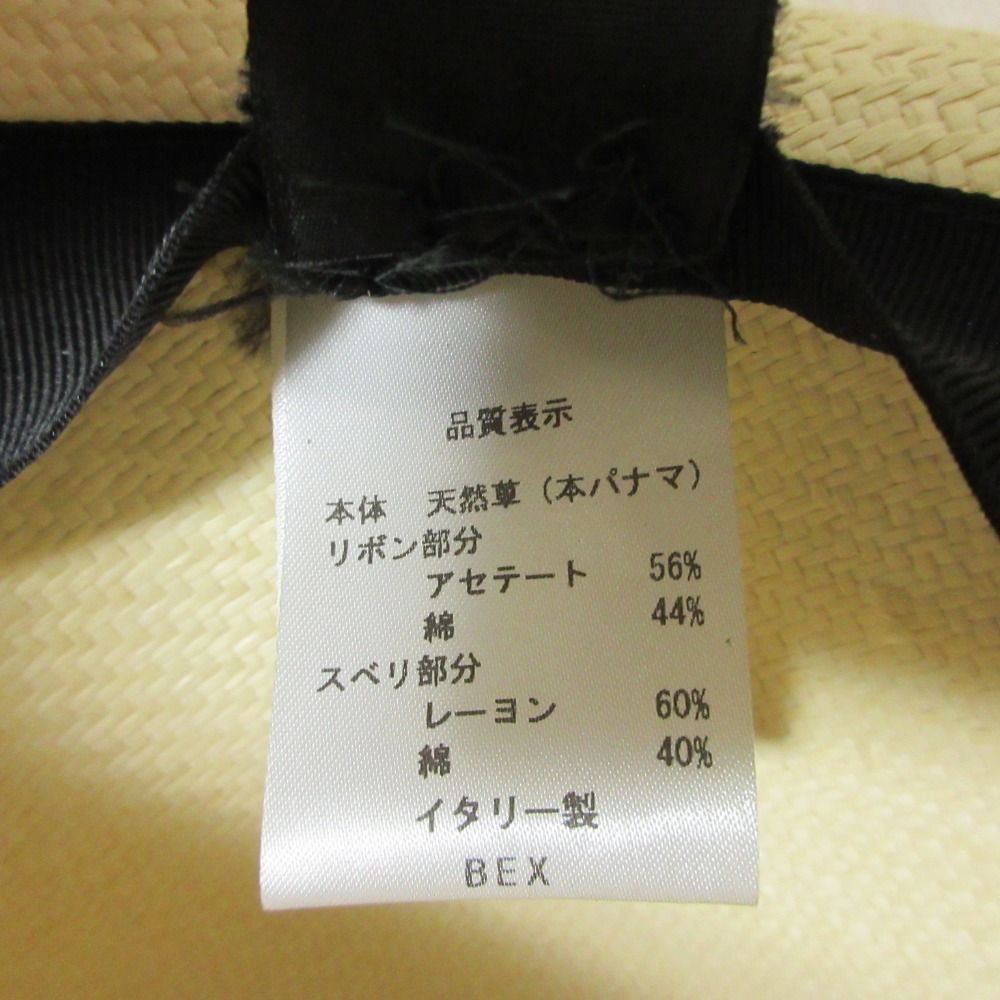 品質表示
本体 天然草（本パナマ）
リボン部分
アセテート 56%
綿 44%
スベリ部分
レーヨン 60%
綿 40%
イタリー製
BEX